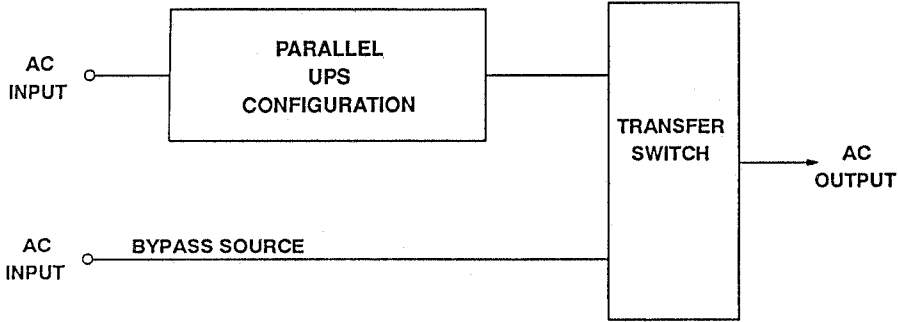 PARALLEL
UPS
CONFIGURATION
AC
INPUT
TRANSFER
SWITCH
AC
OUTPUT
AC
INPUT
BYPASS SOURCE